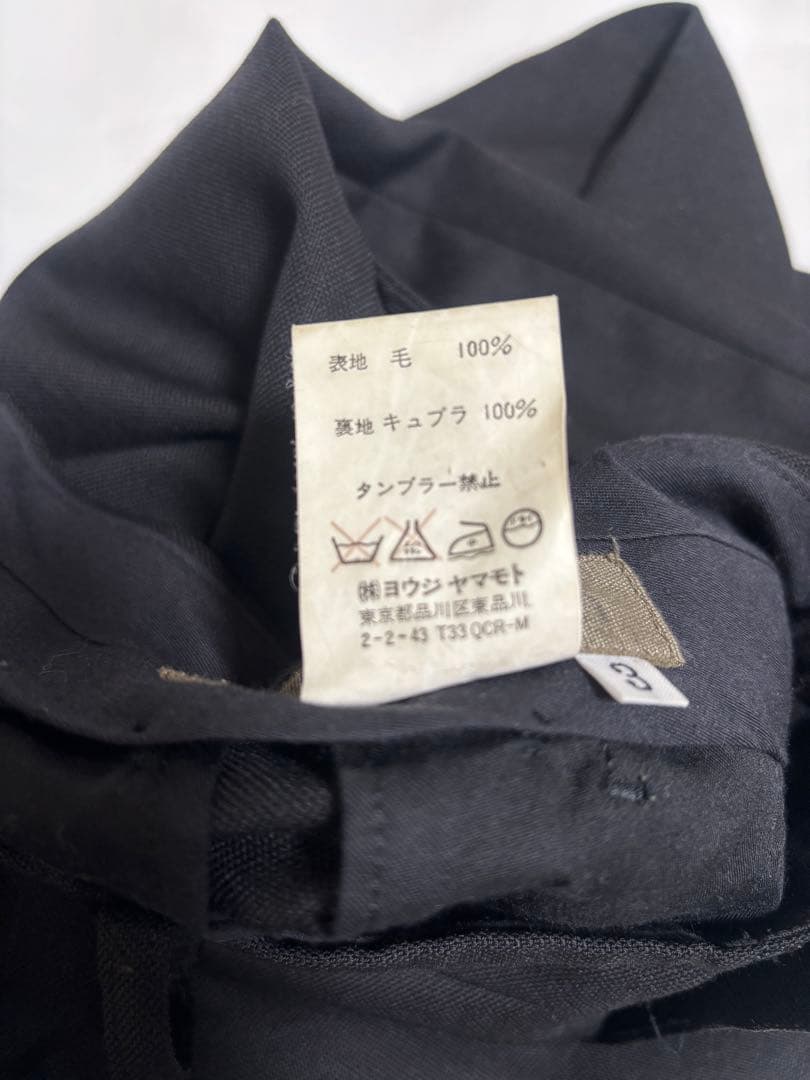 表地 毛 100%
裏地 キュプラ 100%
タンブラー禁止
㈱ヨウジ ヤマモト
東京都品川区東品川
2-2-43 T33QCR-M
3